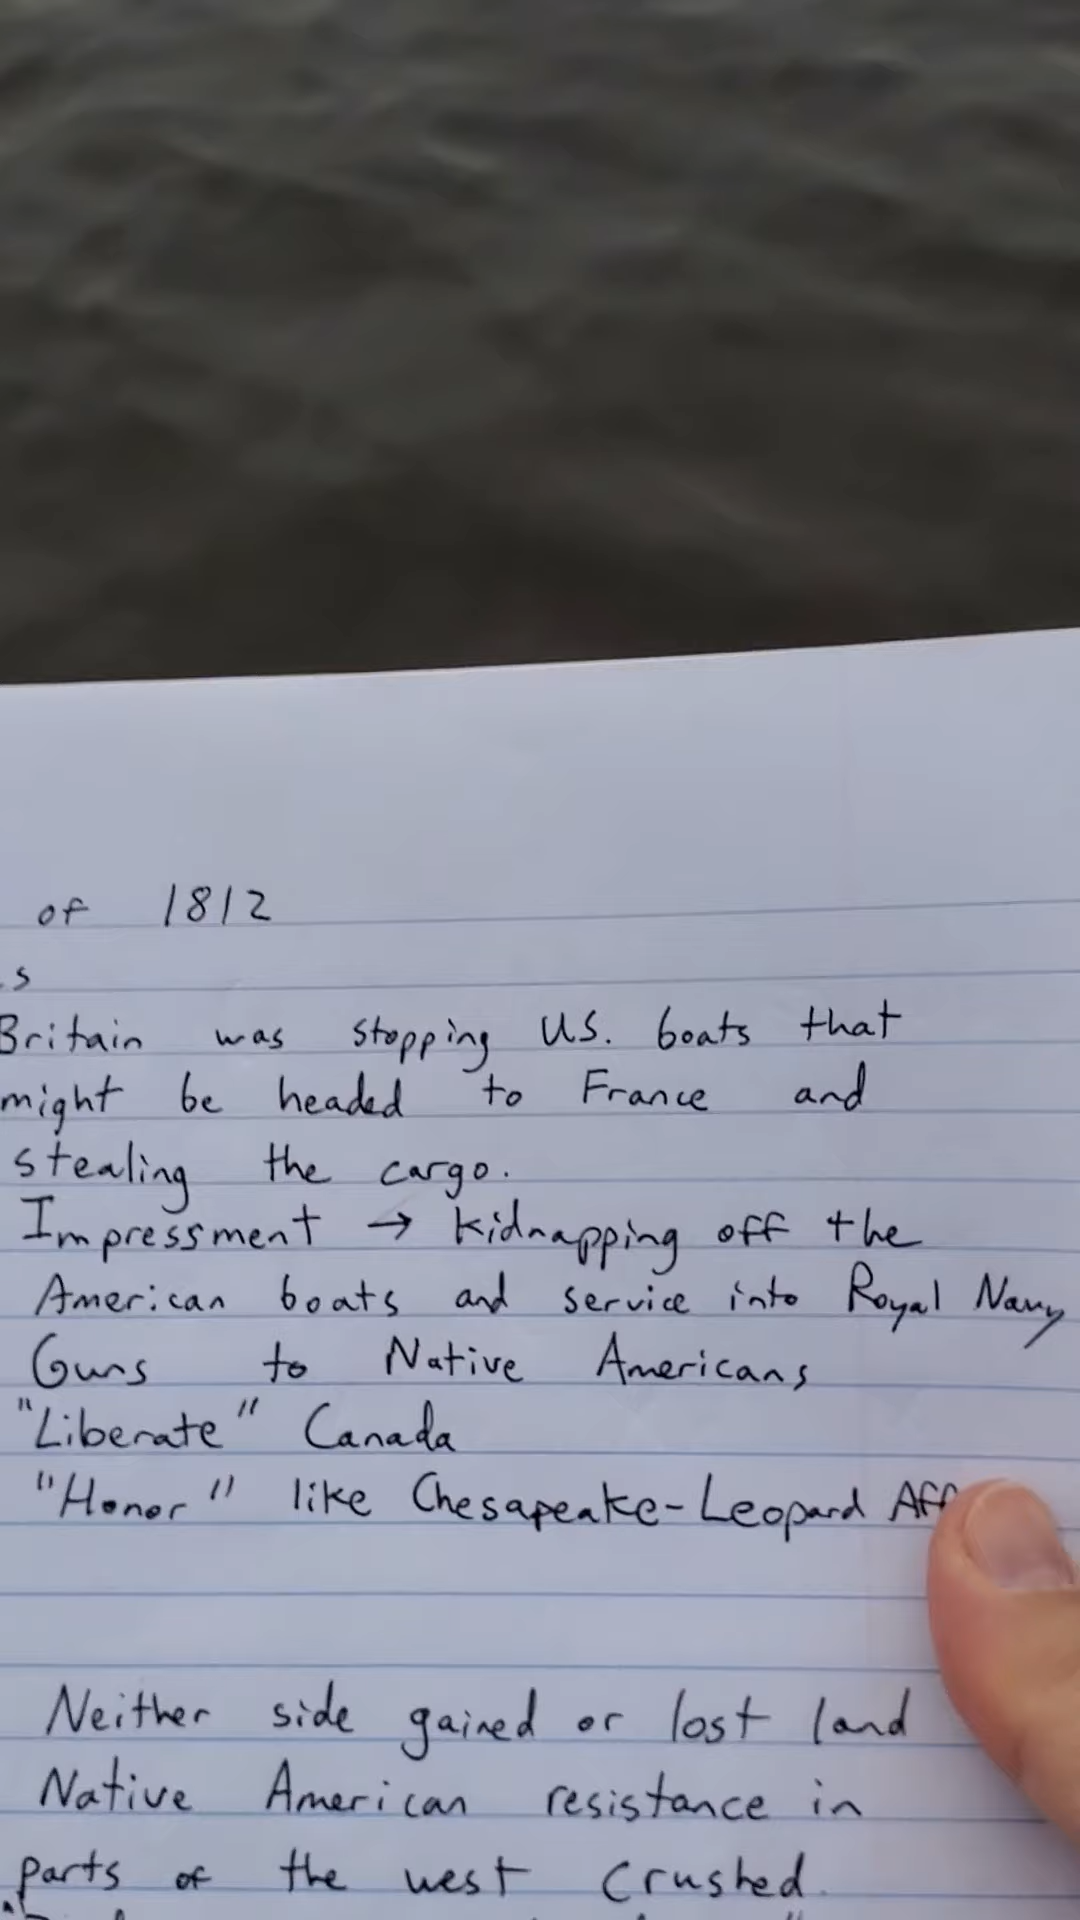 of 1812
Britain was stopping U.S. boats that
might be headed to France and
stealing the cargo.
Impressment → kidnapping off the
American boats and service into Royal Navy
Guns to Native Americans
"Liberate" Canada
"Honor" like Chesapeake-Leopard Aff
Neither side gained or lost land
Native American resistance in
parts of the west crushed.